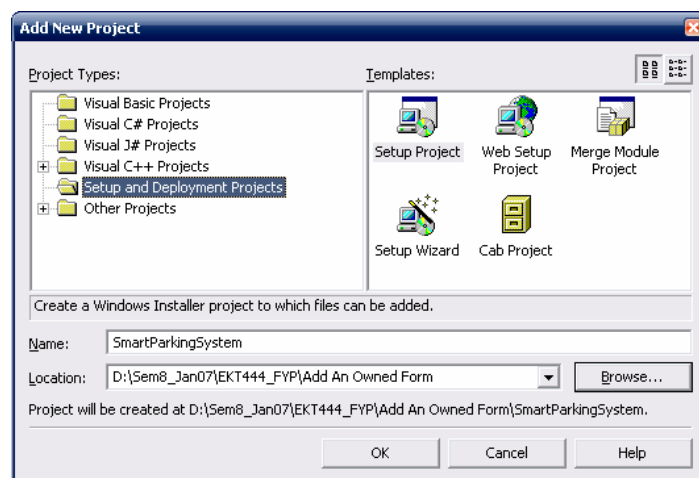 Add New Project
Project Types:
Templates:
Visual Basic Projects
Visual C# Projects
Visual J# Projects
Visual C++ Projects
Setup and Deployment Projects
Other Projects
Setup Project
Web Setup
Project
Merge Module
Project
Setup Wizard
Cab Project
Create a Windows Installer project to which files can be added.
Name:
SmartParkingSystem
Location:
D:\Sem8_Jan07\EKT444_FYP\Add An Owned Form
Browse...
Project will be created at D:\Sem8_Jan07\EKT444_FYP\Add An Owned Form\SmartParkingSystem.
OK
Cancel
Help